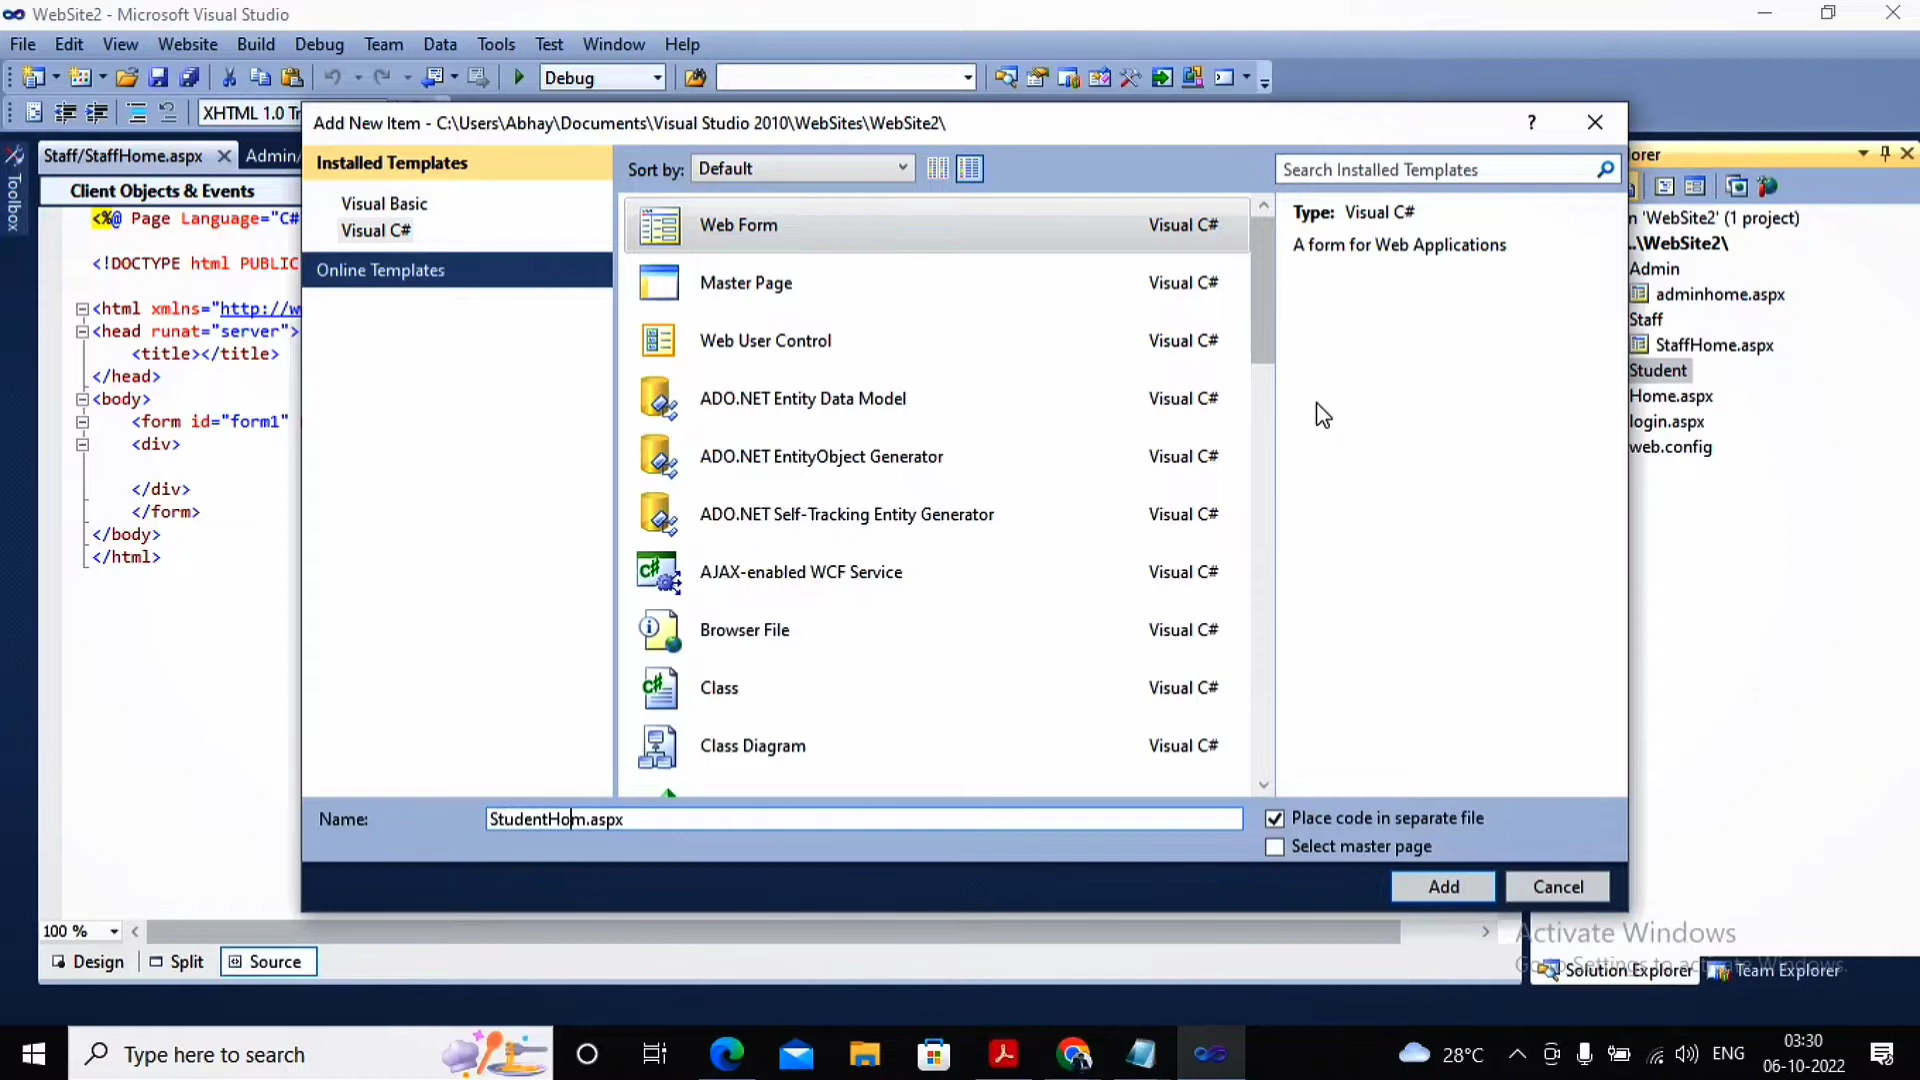 WebSite2 - Microsoft Visual Studio
File Edit View Website Build Debug Team Data Tools Test Window Help
Debug
XHTML 1.0 Tr
Add New Item - C:\Users\Abhay\Documents\Visual Studio 2010\WebSites\WebSite2\
Staff/StaffHome.aspx
Admin/
Toolbox
Client Objects & Events
<%@ Page Language="C#
<!DOCTYPE html PUBLIC
<html xmlns="http://w
<head runat="server">
<title></title>
</head>
<body>
<form id="form1"
<div>
</div>
</form>
</body>
</html>
Installed Templates
Visual Basic
Visual C#
Online Templates
Sort by: Default
Search Installed Templates
Web Form Visual C#
Master Page Visual C#
Web User Control Visual C#
ADO.NET Entity Data Model Visual C#
ADO.NET EntityObject Generator Visual C#
ADO.NET Self-Tracking Entity Generator Visual C#
AJAX-enabled WCF Service Visual C#
Browser File Visual C#
Class Visual C#
Class Diagram Visual C#
Type: Visual C#
A form for Web Applications
Name: StudentHom.aspx
Place code in separate file
Select master page
Add Cancel
orer
n 'WebSite2' (1 project)
..\WebSite2\
Admin
adminhome.aspx
Staff
StaffHome.aspx
Student
Home.aspx
login.aspx
web.config
100 %
Design Split Source
Activate Windows
Solution Explorer Team Explorer
Type here to search
28°C
ENG
03:30
06-10-2022